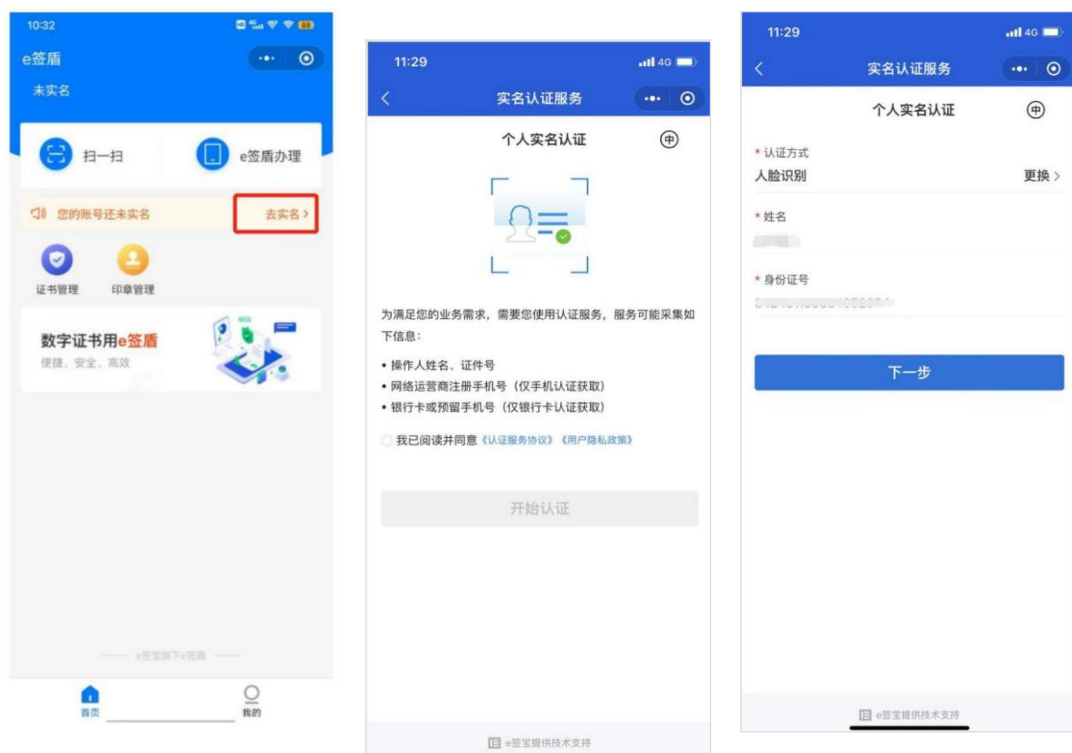 10:32
e签盾
未实名
扫一扫
e签盾办理
您的账号还未实名
去实名 >
证书管理
印章管理
数字证书用e签盾
便捷、安全、高效
e签宝旗下e签盾
首页
我的
11:29
4G
实名认证服务
个人实名认证
中
为满足您的业务需求，需要您使用认证服务，服务可能采集如
下信息：
• 操作人姓名、证件号
• 网络运营商注册手机号（仅手机认证获取）
• 银行卡或预留手机号（仅银行卡认证获取）
我已阅读并同意《认证服务协议》《用户隐私政策》
开始认证
e签宝提供技术支持
11:29
4G
实名认证服务
个人实名认证
中
* 认证方式
人脸识别
更换 >
* 姓名
* 身份证号
下一步
e签宝提供技术支持